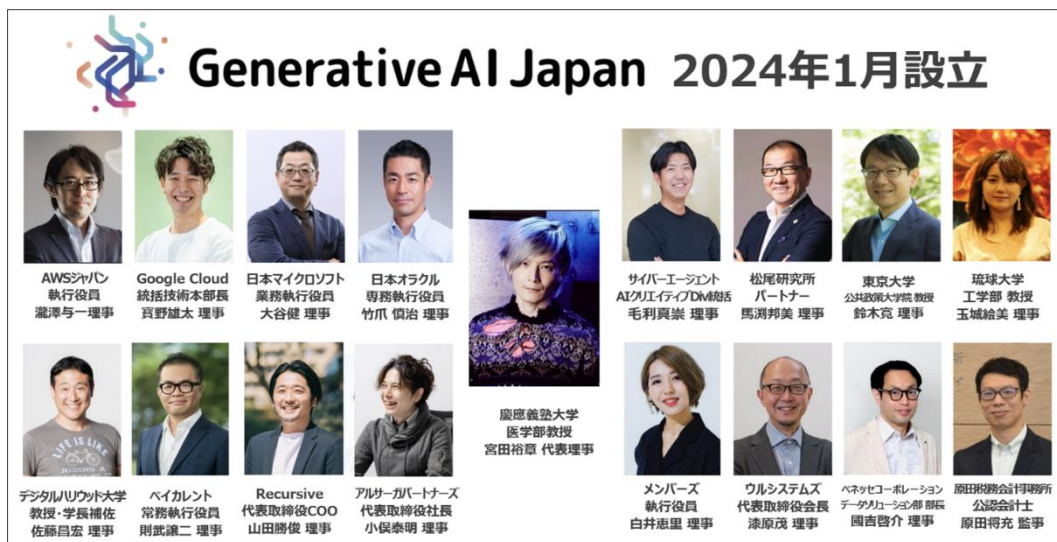 Generative AI Japan 2024年1月設立
AWSジャパン
執行役員
瀧澤与一 理事
Google Cloud
統括技術本部長
寳野雄太 理事
日本マイクロソフト
業務執行役員
大谷健 理事
日本オラクル
専務執行役員
竹爪慎治 理事
慶應義塾大学
医学部教授
宮田裕章 代表理事
サイバーエージェント
AIクリエイティブDiv統括
毛利真崇 理事
松尾研究所
パートナー
馬渕邦美 理事
東京大学
公共政策大学院 教授
鈴木寛 理事
琉球大学
工学部 教授
玉城絵美 理事
LIFE IS LIKE
RIDING A
デジタルハリウッド大学
教授・学長補佐
佐藤昌宏 理事
ベイカレント
常務執行役員
則武譲二 理事
Recursive
代表取締役COO
山田勝俊 理事
アルサーガパートナーズ
代表取締役社長
小俣泰明 理事
メンバーズ
執行役員
白井恵里 理事
ウルシステムズ
代表取締役会長
漆原茂 理事
ベネッセコーポレーション
データソリューション部 部長
國吉啓介 理事
原田税務会計事務所
公認会計士
原田将充 監事